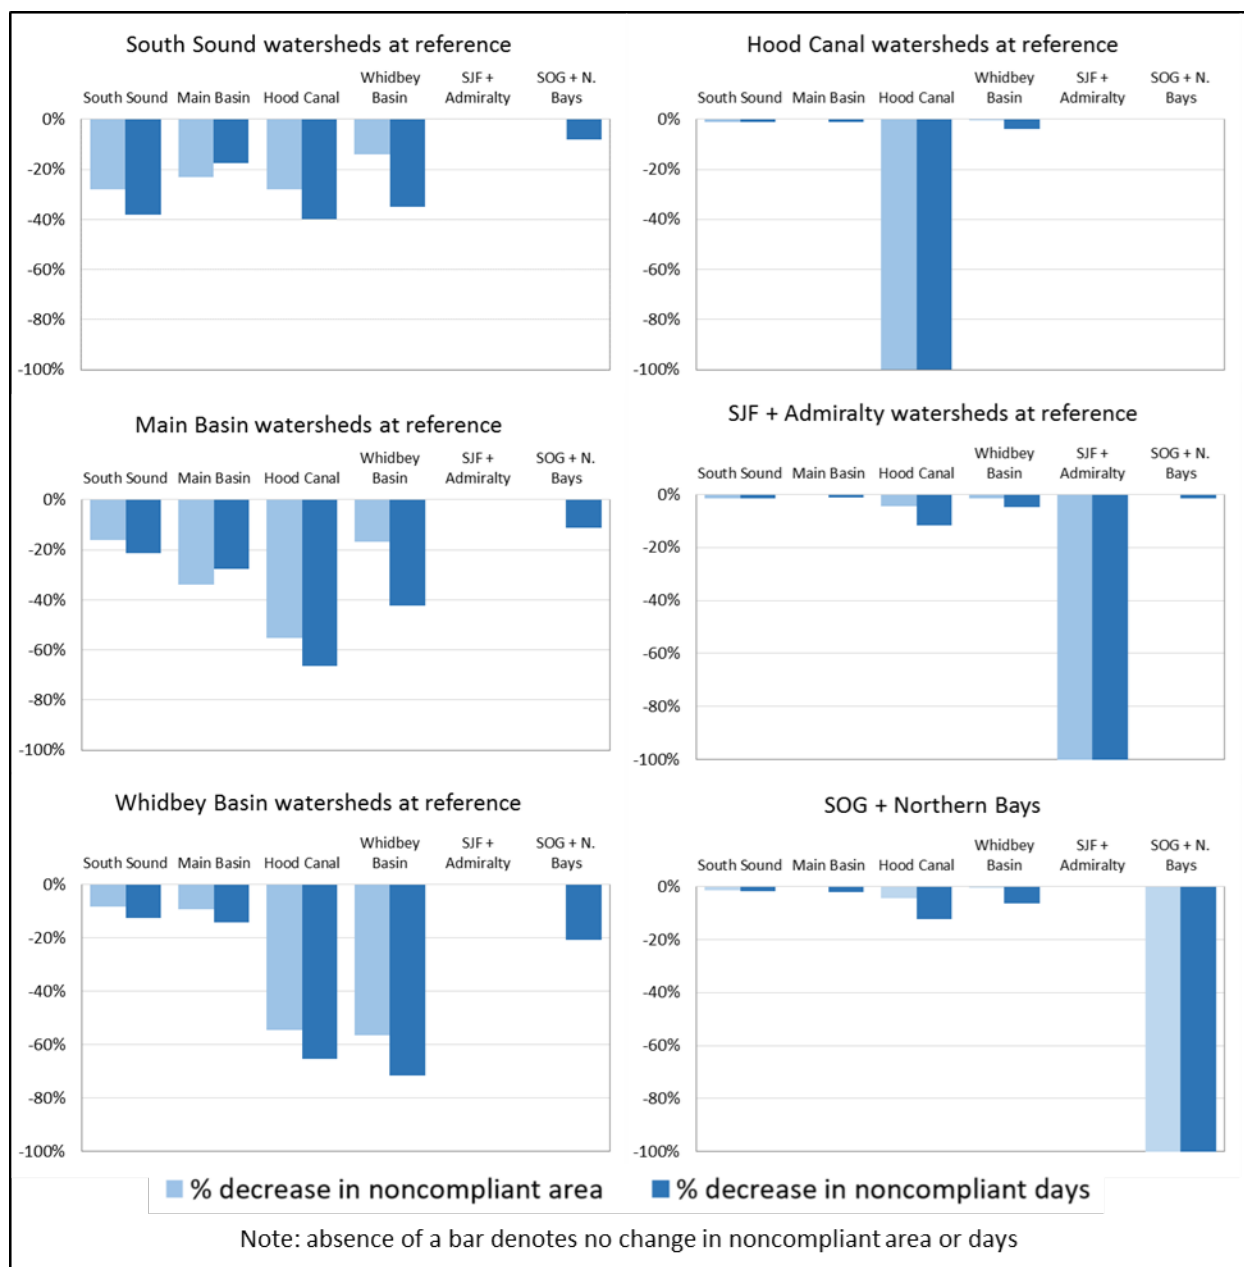 South Sound watersheds at reference
South Sound Main Basin Hood Canal Whidbey Basin SJF + Admiralty SOG + N. Bays
0%
-20%
-40%
-60%
-80%
-100%
Hood Canal watersheds at reference
South Sound Main Basin Hood Canal Whidbey Basin SJF + Admiralty SOG + N. Bays
0%
-20%
-40%
-60%
-80%
-100%
Main Basin watersheds at reference
South Sound Main Basin Hood Canal Whidbey Basin SJF + Admiralty SOG + N. Bays
0%
-20%
-40%
-60%
-80%
-100%
SJF + Admiralty watersheds at reference
South Sound Main Basin Hood Canal Whidbey Basin SJF + Admiralty SOG + N. Bays
0%
-20%
-40%
-60%
-80%
-100%
Whidbey Basin watersheds at reference
South Sound Main Basin Hood Canal Whidbey Basin SJF + Admiralty SOG + N. Bays
0%
-20%
-40%
-60%
-80%
-100%
SOG + Northern Bays
South Sound Main Basin Hood Canal Whidbey Basin SJF + Admiralty SOG + N. Bays
0%
-20%
-40%
-60%
-80%
-100%
% decrease in noncompliant area
% decrease in noncompliant days
Note: absence of a bar denotes no change in noncompliant area or days